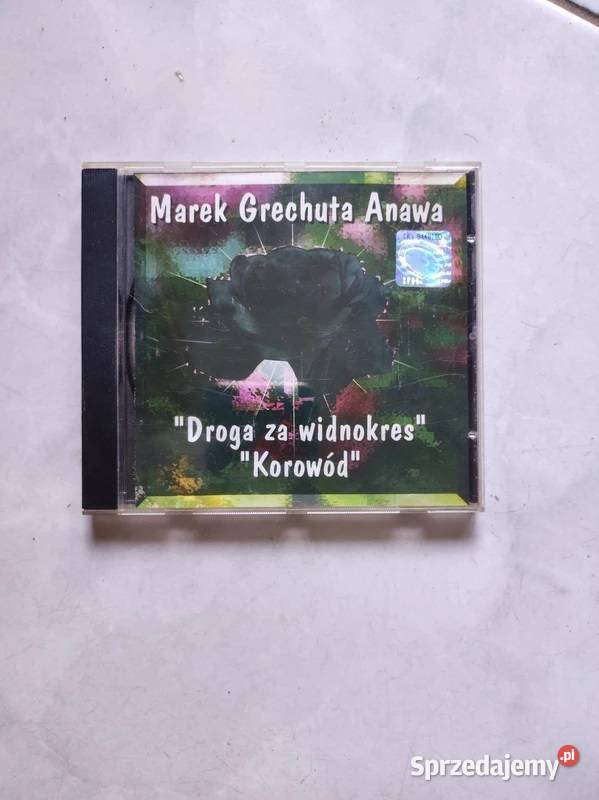 Marek Grechuta Anawa
"Droga za widnokres"
"Korowód"
Sprzedajemy.pl